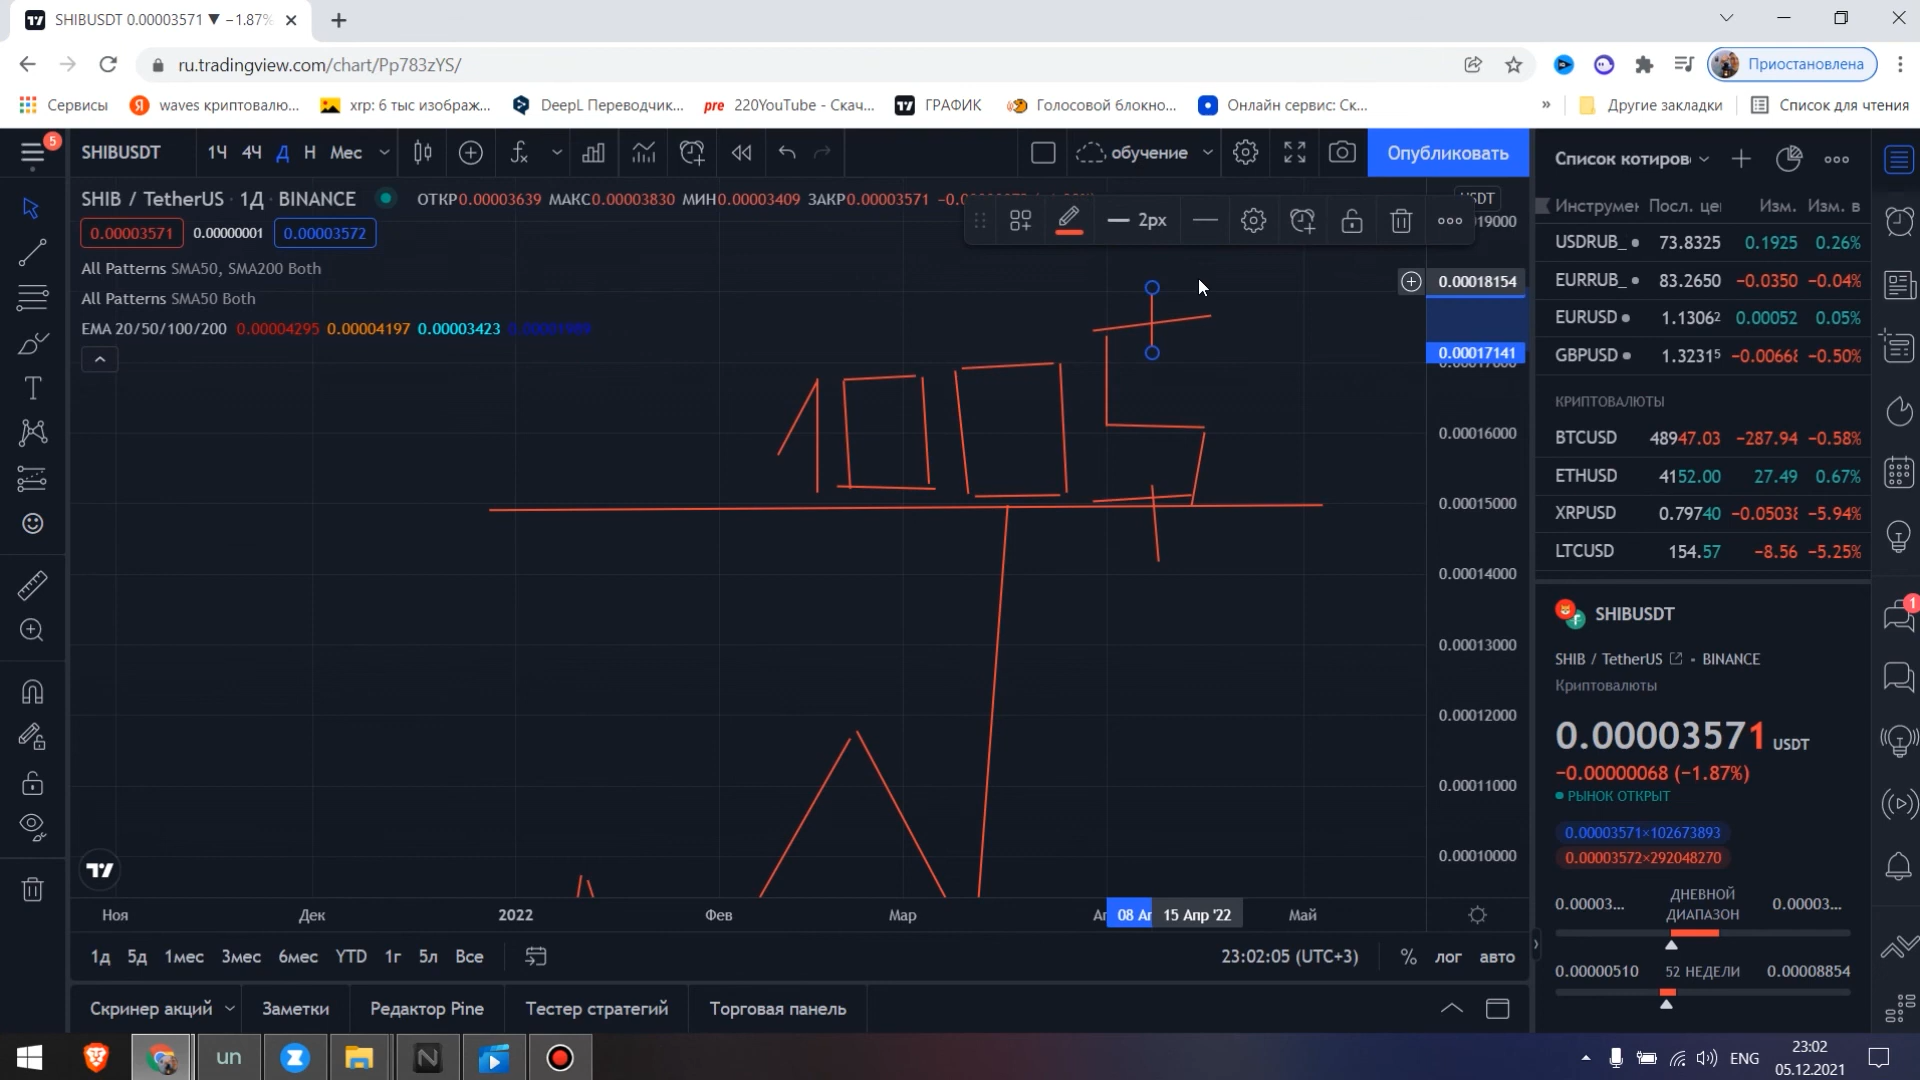 SHIBUSDT 0.00003571 ▼ −1.87%
ru.tradingview.com/chart/Pp783zYS/
Приостановлена
Сервисы
waves криптовалю...
xrp: 6 тыс изображ...
DeepL Переводчик...
pre 220YouTube - Скач...
ГРАФИК
Голосовой блокно...
Онлайн сервис: Ск...
»
Другие закладки
Список для чтения
5
SHIBUSDT
1Ч 4Ч Д Н Мес
обучение
Опубликовать
SHIB / TetherUS · 1Д · BINANCE
ОТКР0.00003639 МАКС0.00003830 МИН0.00003409 ЗАКР0.00003571
0.00003571 0.00000001 0.00003572
2px
All Patterns SMA50, SMA200 Both
All Patterns SMA50 Both
EMA 20/50/100/200 0.00004295 0.00004197 0.00003423
100$
0.00018154
0.00017141
0.00016000
0.00015000
0.00014000
0.00013000
0.00012000
0.00011000
0.00010000
Ноя Дек 2022 Фев Мар 15 Апр '22 Май
1д 5д 1мес 3мес 6мес YTD 1г 5л Все
23:02:05 (UTC+3) % лог авто
Скринер акций Заметки Редактор Pine Тестер стратегий Торговая панель
Список котиров
Инструмен Посл. це Изм. Изм. в
USDRUB_ 73.8325 0.1925 0.26%
EURRUB_ 83.2650 −0.0350 −0.04%
EURUSD 1.13062 0.00052 0.05%
GBPUSD 1.32315 −0.00668 −0.50%
КРИПТОВАЛЮТЫ
BTCUSD 48947.03 −287.94 −0.58%
ETHUSD 4152.00 27.49 0.67%
XRPUSD 0.79740 −0.05038 −5.94%
LTCUSD 154.57 −8.56 −5.25%
SHIBUSDT
SHIB / TetherUS • BINANCE
Криптовалюты
0.00003571 USDT
−0.00000068 (−1.87%)
РЫНОК ОТКРЫТ
0.00003571×102673893
0.00003572×292048270
0.00003... ДНЕВНОЙ ДИАПАЗОН 0.00003...
0.00000510 52 НЕДЕЛИ 0.00008854
1
un
N
ENG
23:02
05.12.2021